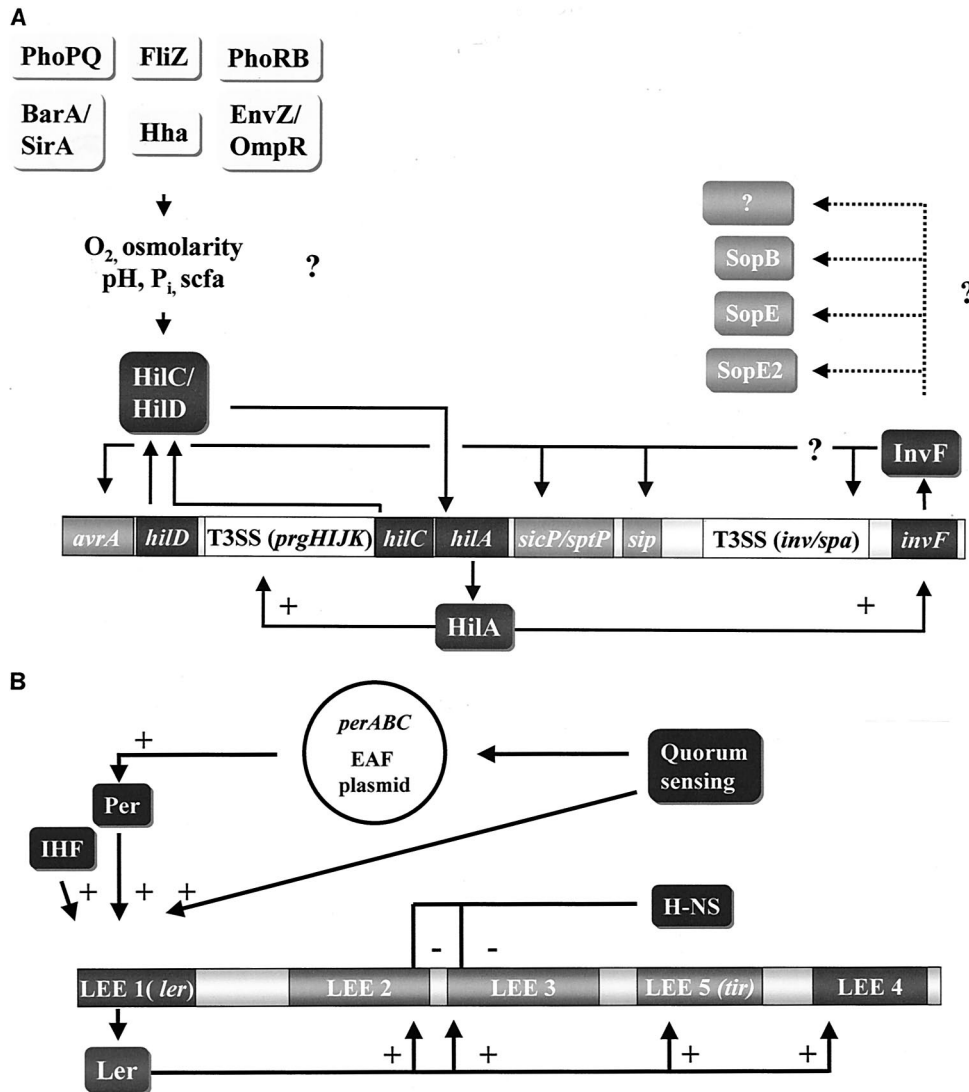 A
PhoPQ
FliZ
PhoRB
BarA/
SirA
Hha
EnvZ/
OmpR
O2, osmolarity
pH, Pi, scfa
?
?
SopB
SopE
SopE2
?
HilC/
HilD
?
InvF
avrA
hilD
T3SS (prgHIJK)
hilC
hilA
sicP/sptP
sip
T3SS (inv/spa)
invF
+
HilA
+
B
perABC
EAF
plasmid
Quorum
sensing
+
Per
IHF
+
+
+
H-NS
-
-
LEE 1( ler)
LEE 2
LEE 3
LEE 5 (tir)
LEE 4
Ler
+
+
+
+